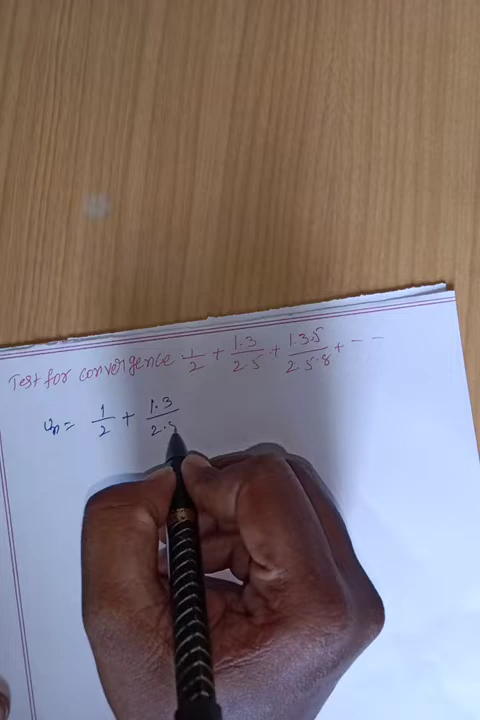 Test for convergence 1/2 + 1.3/2.5 + 1.3.5/2.5.8 + - -
un = 1/2 + 1.3/2.5